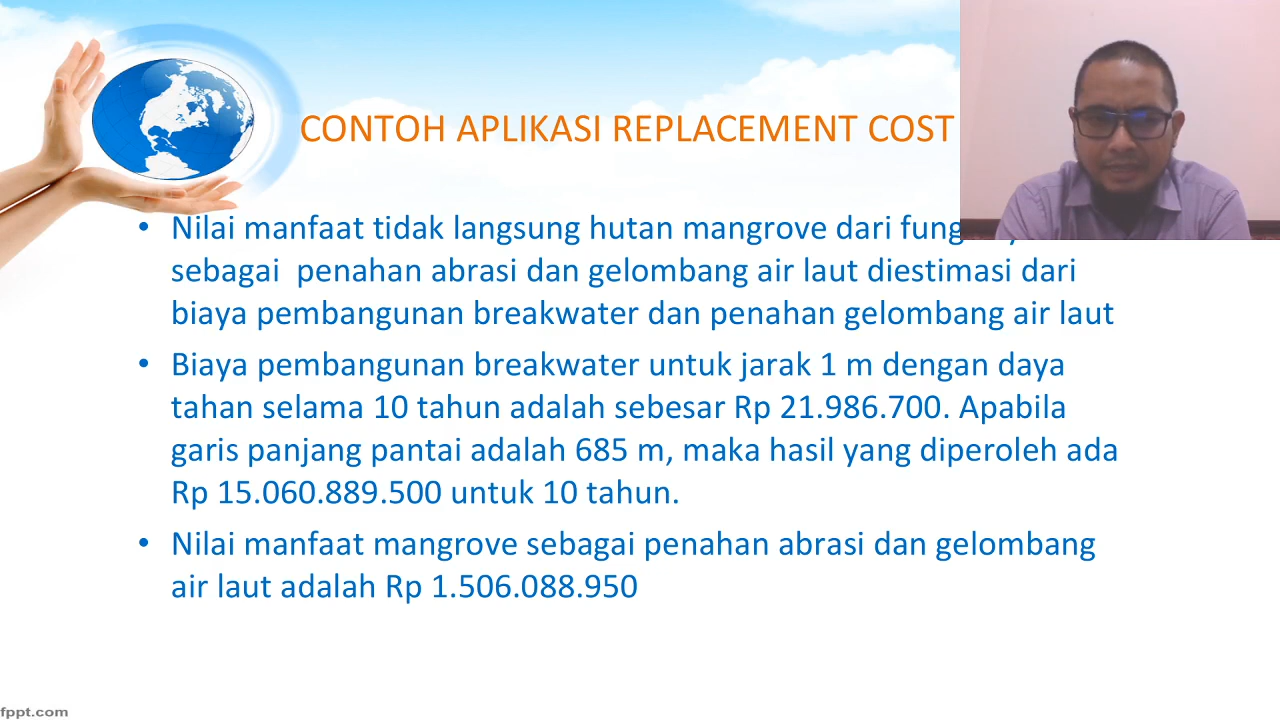 CONTOH APLIKASI REPLACEMENT COST
• Nilai manfaat tidak langsung hutan mangrove dari
sebagai penahan abrasi dan gelombang air laut diestimasi dari
biaya pembangunan breakwater dan penahan gelombang air laut
• Biaya pembangunan breakwater untuk jarak 1 m dengan daya
tahan selama 10 tahun adalah sebesar Rp 21.986.700. Apabila
garis panjang pantai adalah 685 m, maka hasil yang diperoleh ada
Rp 15.060.889.500 untuk 10 tahun.
• Nilai manfaat mangrove sebagai penahan abrasi dan gelombang
air laut adalah Rp 1.506.088.950
fppt.com